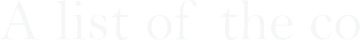 A list of the co